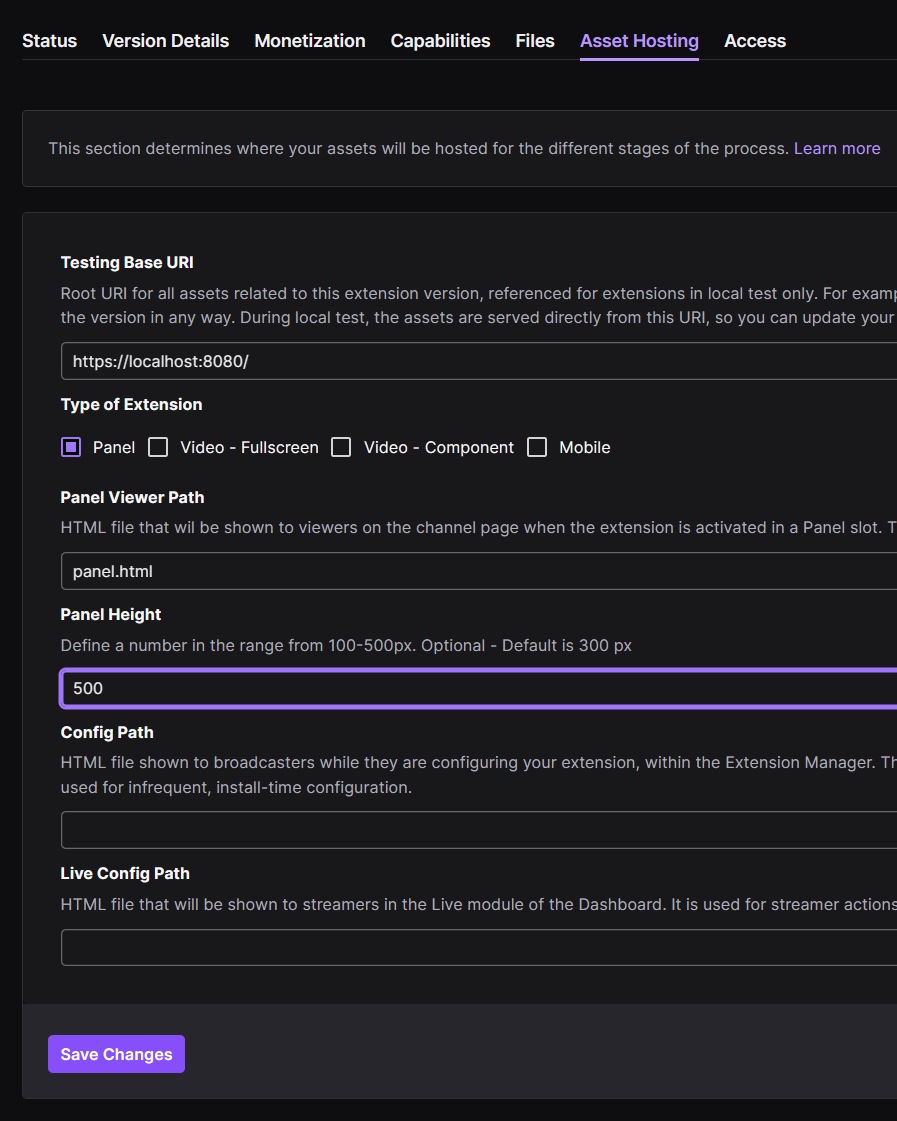 Status Version Details Monetization Capabilities Files Asset Hosting Access
This section determines where your assets will be hosted for the different stages of the process. Learn more
Testing Base URI
Root URI for all assets related to this extension version, referenced for extensions in local test only. For examp
the version in any way. During local test, the assets are served directly from this URI, so you can update your
https://localhost:8080/
Type of Extension
Panel Video - Fullscreen Video - Component Mobile
Panel Viewer Path
HTML file that wil be shown to viewers on the channel page when the extension is activated in a Panel slot. T
panel.html
Panel Height
Define a number in the range from 100-500px. Optional - Default is 300 px
500
Config Path
HTML file shown to broadcasters while they are configuring your extension, within the Extension Manager. Th
used for infrequent, install-time configuration.
Live Config Path
HTML file that will be shown to streamers in the Live module of the Dashboard. It is used for streamer actions
Save Changes